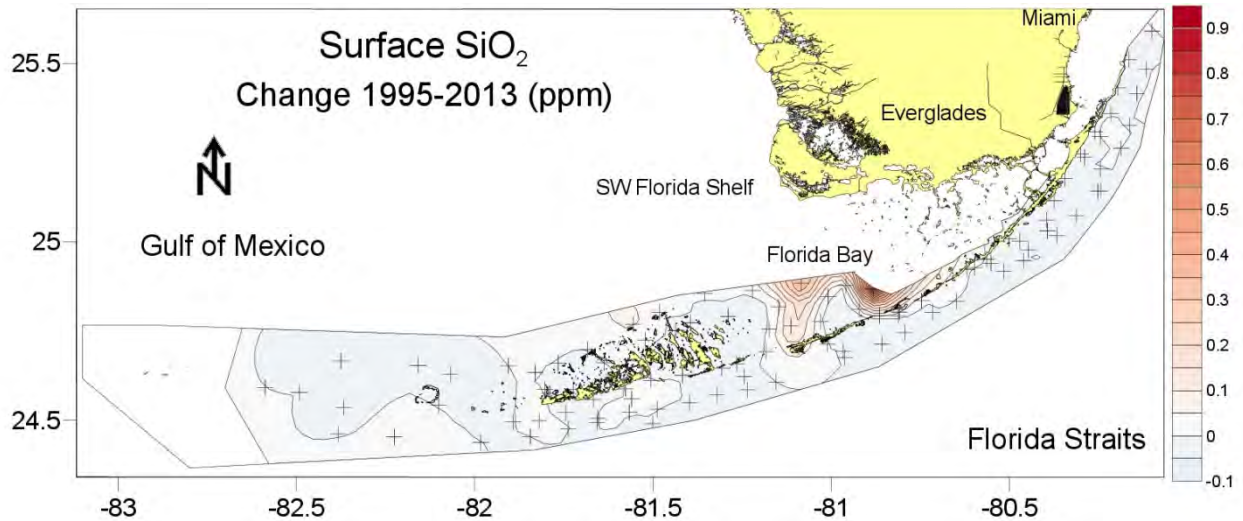 Surface SiO₂
Change 1995-2013 (ppm)
N
Gulf of Mexico
Miami
Everglades
SW Florida Shelf
Florida Bay
Florida Straits
25.5
25
24.5
-83
-82.5
-82
-81.5
-81
-80.5
0.9
0.8
0.7
0.6
0.5
0.4
0.3
0.2
0.1
0
-0.1